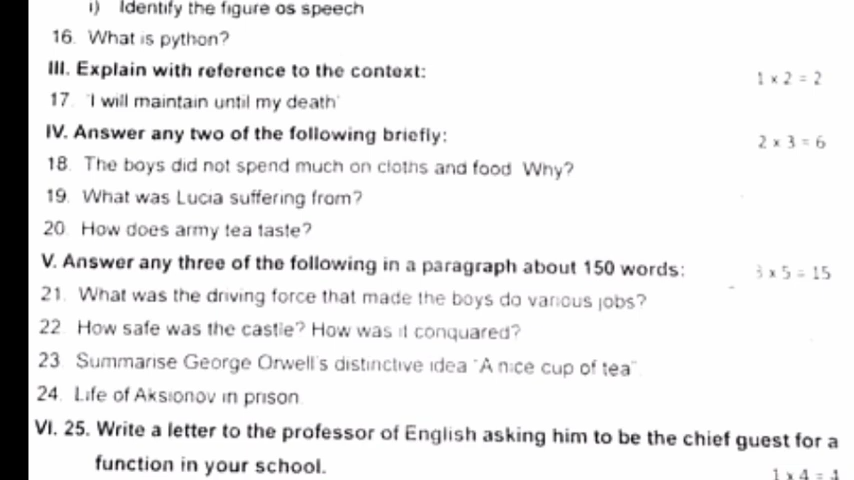 i) Identify the figure os speech
16. What is python?
III. Explain with reference to the context: 1 x 2 = 2
17. 'I will maintain until my death'
IV. Answer any two of the following briefly: 2 x 3 = 6
18. The boys did not spend much on cloths and food Why?
19. What was Lucia suffering from?
20. How does army tea taste?
V. Answer any three of the following in a paragraph about 150 words: 3 x 5 = 15
21. What was the driving force that made the boys do various jobs?
22. How safe was the castle? How was it conquared?
23. Summarise George Orwell's distinctive idea "A nice cup of tea".
24. Life of Aksionov in prison
VI. 25. Write a letter to the professor of English asking him to be the chief guest for a
function in your school. 1 x 4 = 4